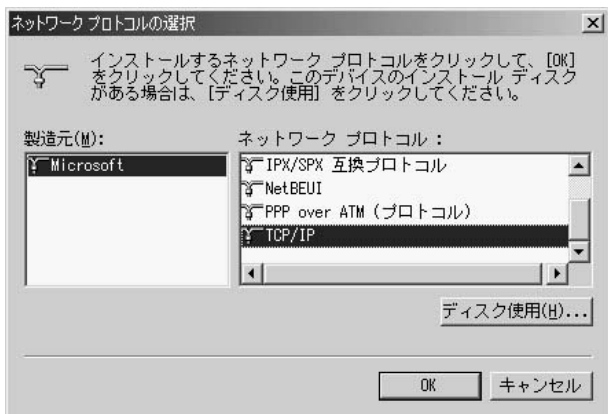 ネットワーク プロトコルの選択
インストールするネットワーク プロトコルをクリックして、[OK]
をクリックしてください。このデバイスのインストール ディスク
がある場合は、[ディスク使用] をクリックしてください。
製造元(M):
Microsoft
ネットワーク プロトコル :
IPX/SPX 互換プロトコル
NetBEUI
PPP over ATM (プロトコル)
TCP/IP
ディスク使用(H)...
OK
キャンセル